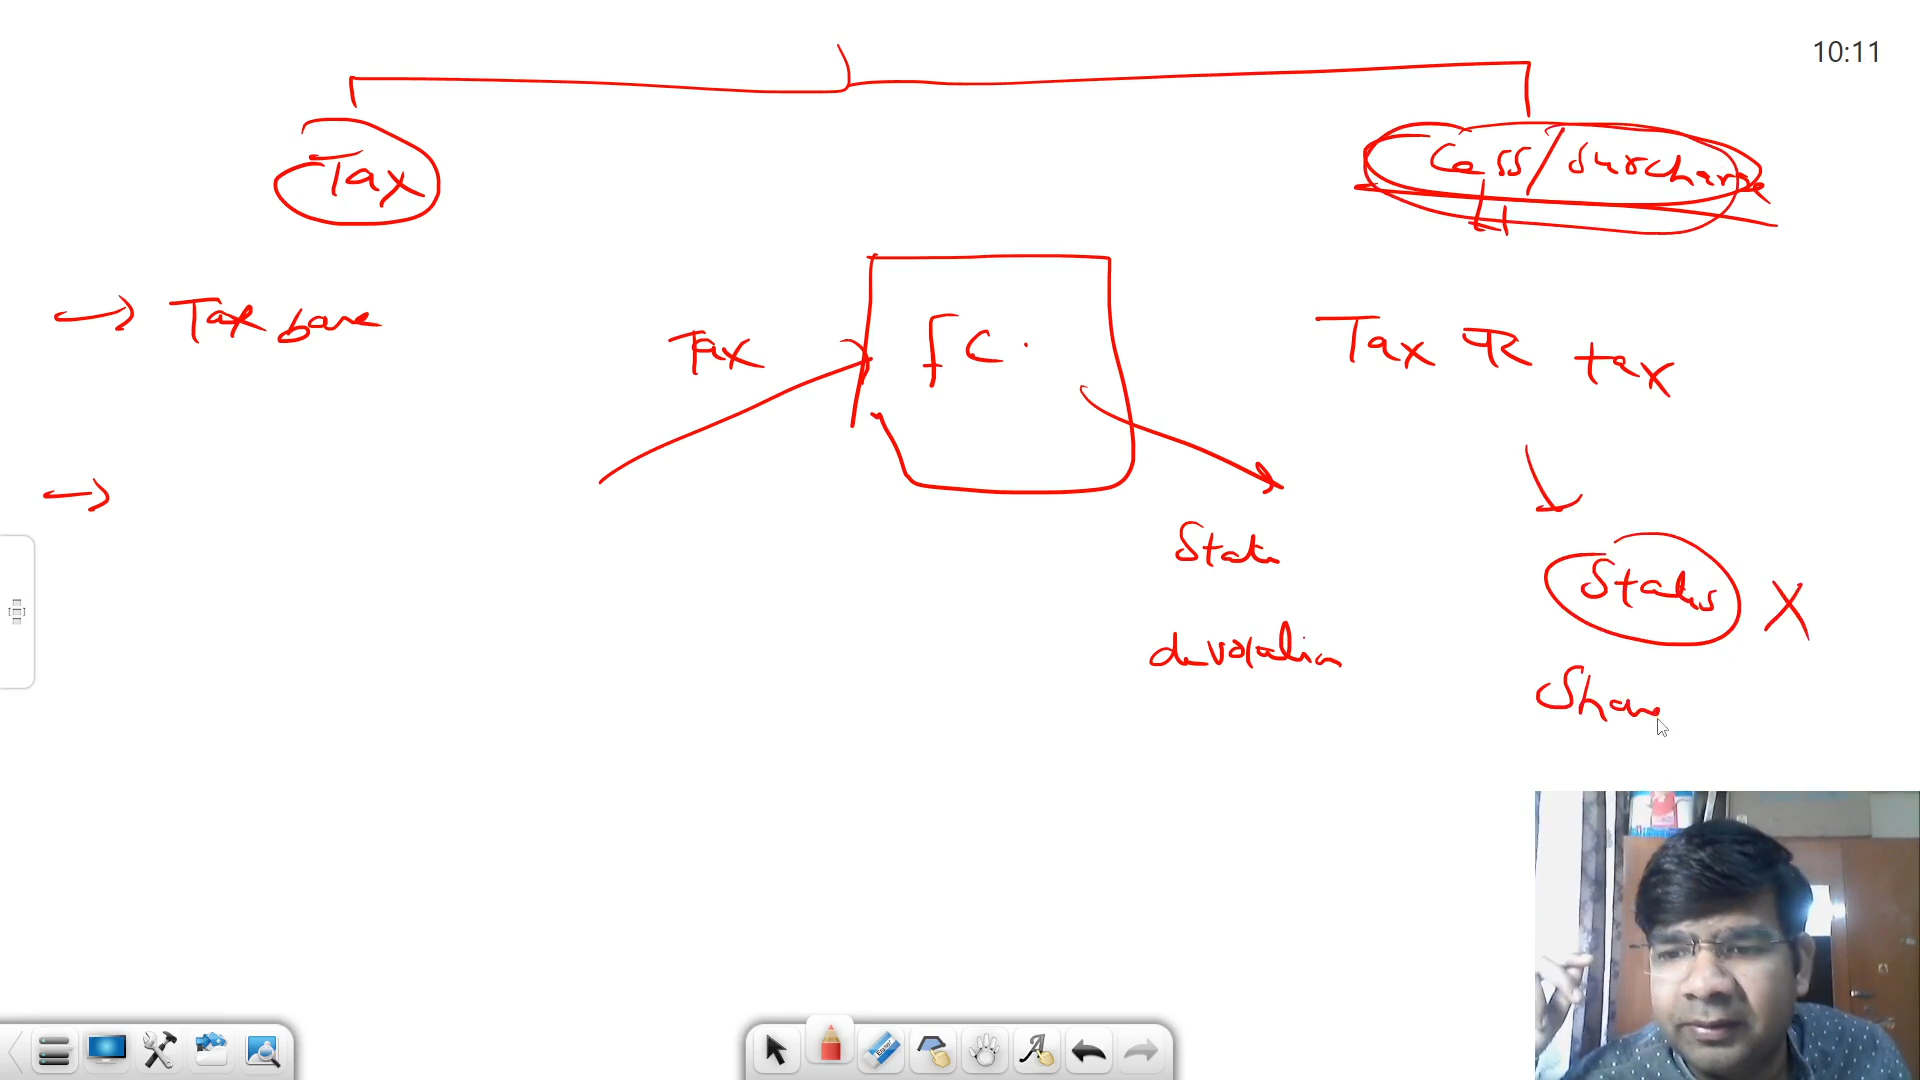 10:11
Tax
Cess/Surcharge
→ Tax base
Tax
FC.
Tax पर tax
→
State
States X
devolution
Share